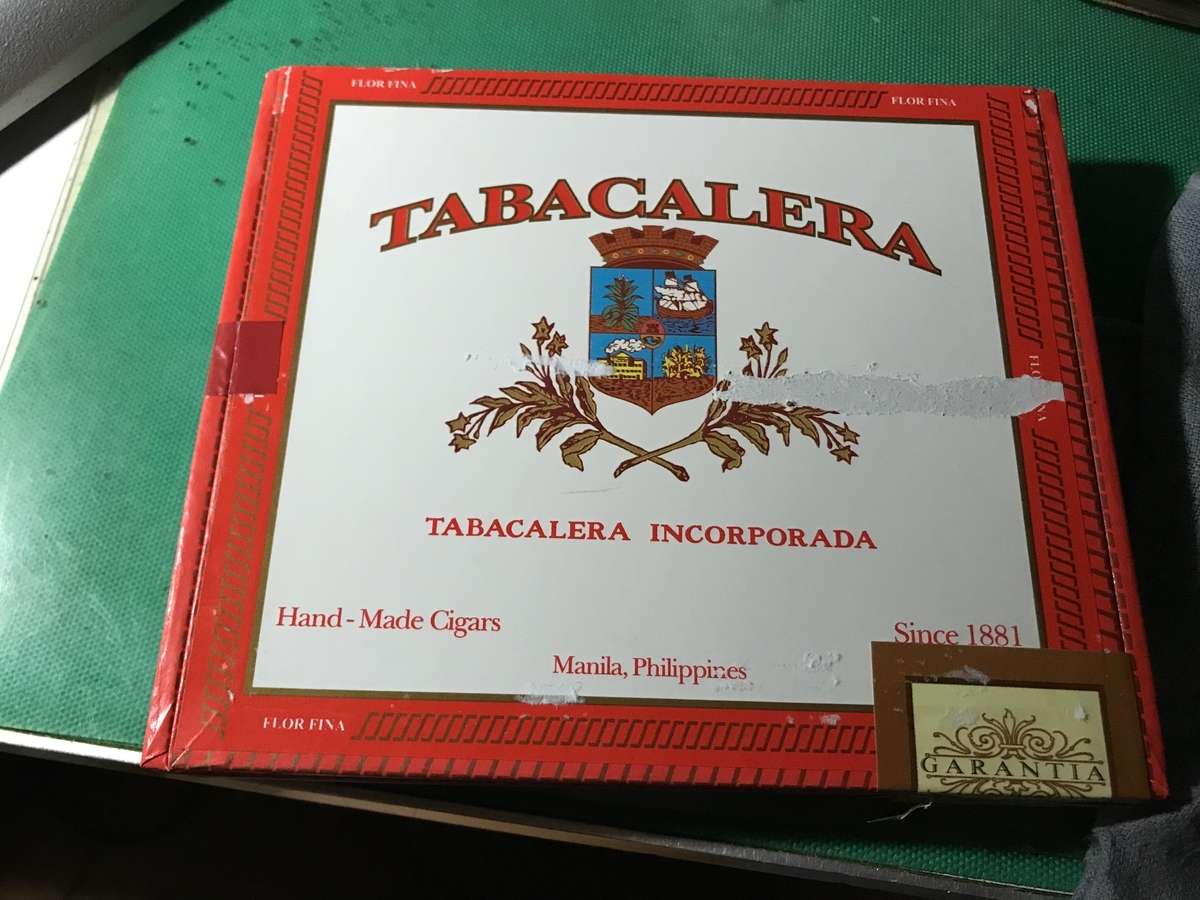 FLOR FINA
FLOR FINA
TABACALERA
TABACALERA INCORPORADA
Hand-Made Cigars
Since 1881
Manila, Philippines
FLOR FINA
GARANTIA